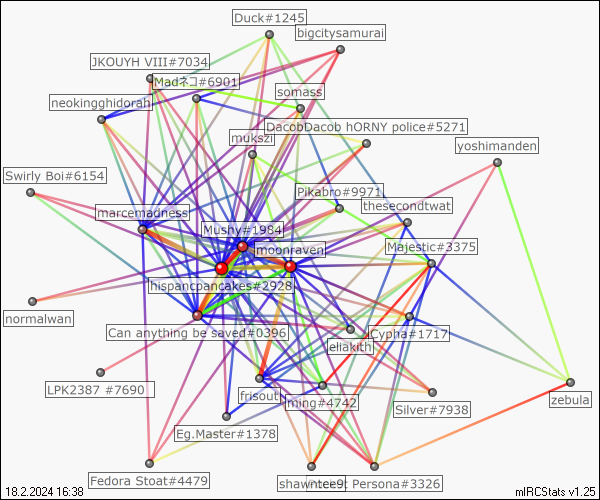 Duck#1245
bigcitysamurai
JKOUYH VIII#7034
Madネコ#6901
somass
neokingghidorah
DacobDacob hORNY police#5271
mukszi
yoshimanden
Swirly Boi#6154
Pikabro#9971
thesecondtwat
marcemadness
Mushy#1984
moonraven
Majestic#3375
hispancpancakes#2928
normalwan
Can anything be saved#0396
Cypha#1717
eliakith
LPK2387 #7690
frisout
ming#4742
zebula
Silver#7938
Eg.Master#1378
Fedora Stoat#4479
shawntee9
Persona#3326
18.2.2024 16:38
mIRCStats v1.25